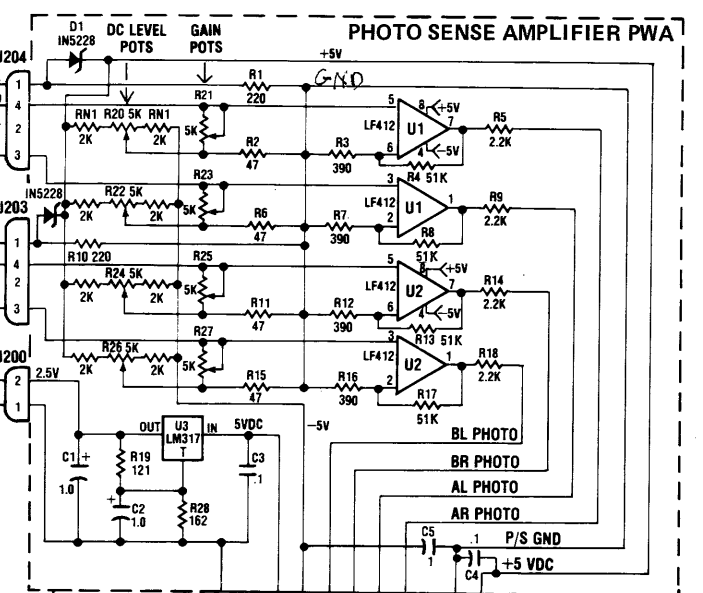 PHOTO SENSE AMPLIFIER PWA
D1
IN5228
DC LEVEL
POTS
GAIN
POTS
+5V
J204
1
R1
220
GND
4
R21
5
8
+5V
RN1
R20 5K
RN1
LF412
U1
7
R5
2
2K
2K
5K
R2
R3
2.2K
3
47
390
6
4
-5V
R4 51K
IN5228
R23
3
R22 5K
LF412
U1
1
R9
J203
2K
2K
5K
R6
R7
2
2.2K
1
47
390
R8
51K
R10 220
4
R25
5
8
+5V
2
R24 5K
LF412
U2
7
R14
2K
2K
5K
R11
R12
2.2K
3
47
390
6
4
-5V
R13 51K
R27
3
R26 5K
LF412
U2
1
R18
J200
2K
2K
5K
R15
R16
2
2.2K
2
2.5V
47
390
R17
51K
1
OUT
U3
LM317
IN
5VDC
-5V
T
C1 +
R19
121
C3
.1
1.0
+
C2
1.0
R28
162
BL PHOTO
BR PHOTO
AL PHOTO
AR PHOTO
C5
1
.1
P/S GND
C4
+5 VDC